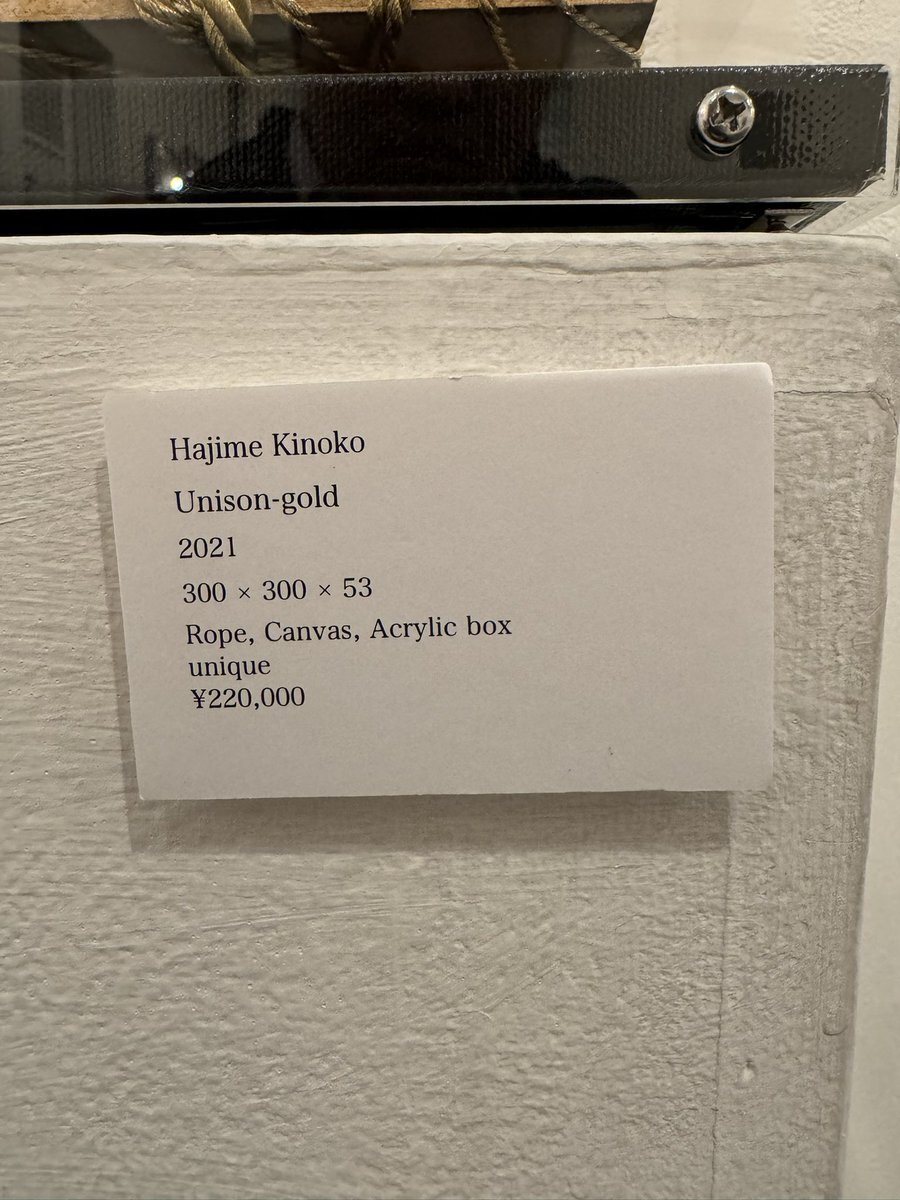 Hajime Kinoko
Unison-gold
2021
300 × 300 × 53
Rope, Canvas, Acrylic box
unique
¥220,000